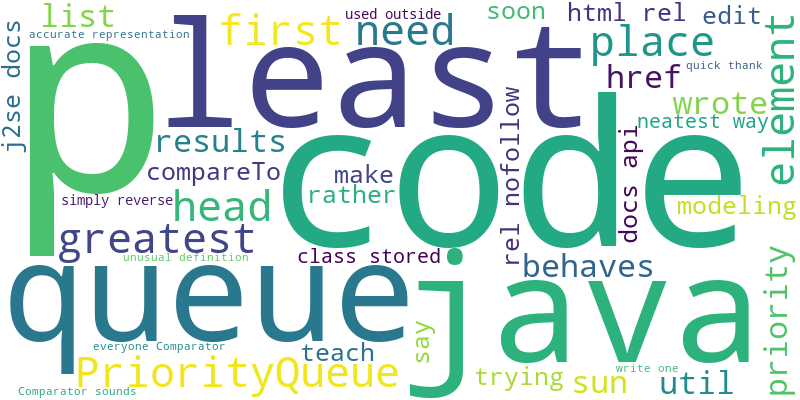 list
used outside
soon
html rel
edit
accurate representation
first
need
place
element
j2se docs
p
least
href
quick thank
wrote
results
code
rel nofollow
neatest way
docs api
compareTo
make
rather
simply reverse
head
modeling
greatest
class stored
behaves
unusual definition
queue
java
priority
say
everyone Comparator
teach
PriorityQueue
trying
write one
sun
util
Comparator sounds